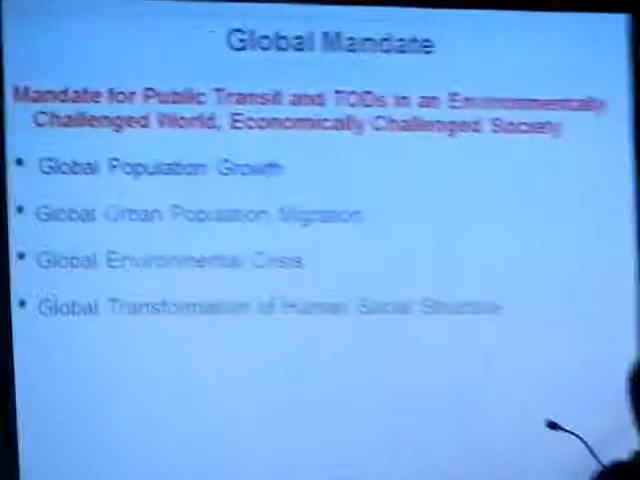 Global Mandate
Mandate for Public Transit and TODs in an Environmentally
Challenged World, Economically Challenged Society
• Global Population Growth
• Global Urban Population Migration
• Global Environmental Crisis
• Global Transformation of Human Social Structure